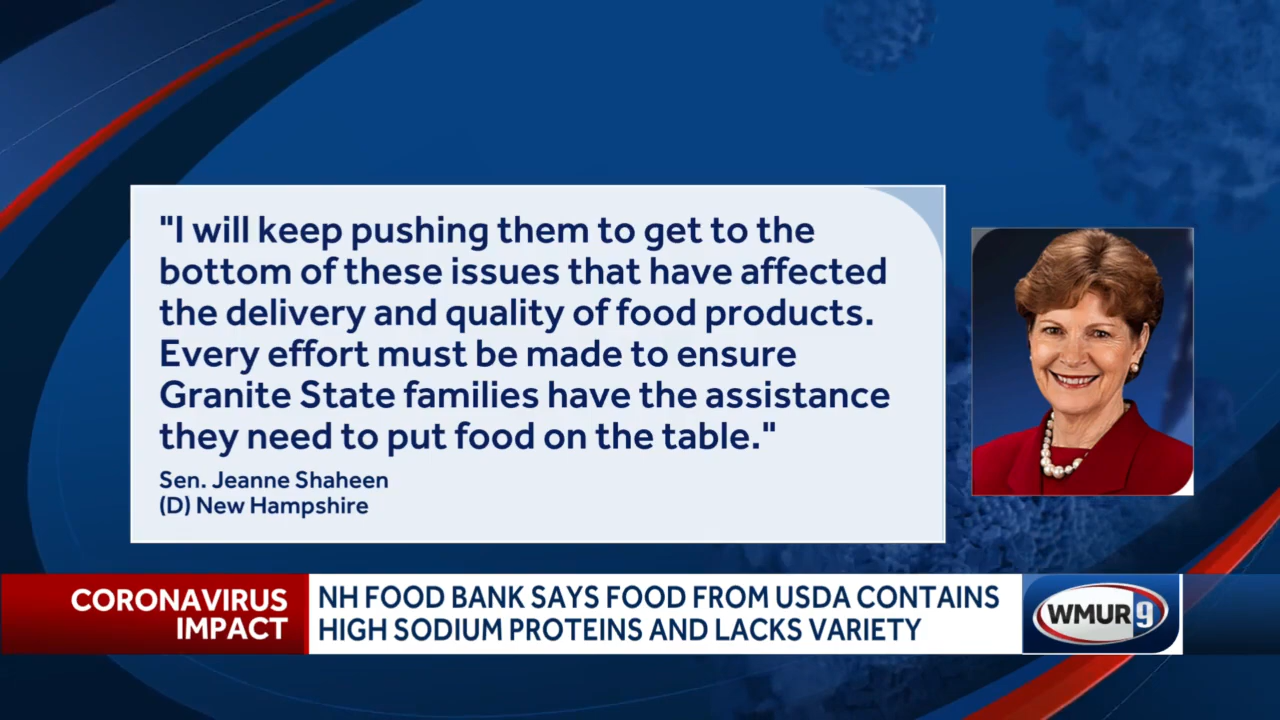 "I will keep pushing them to get to the
bottom of these issues that have affected
the delivery and quality of food products.
Every effort must be made to ensure
Granite State families have the assistance
they need to put food on the table."
Sen. Jeanne Shaheen
(D) New Hampshire
CORONAVIRUS
IMPACT
NH FOOD BANK SAYS FOOD FROM USDA CONTAINS
HIGH SODIUM PROTEINS AND LACKS VARIETY
WMUR 9